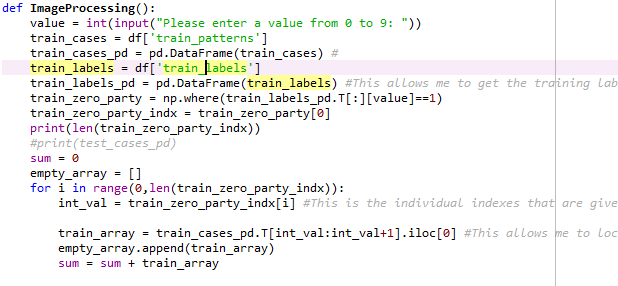 def ImageProcessing():
value = int(input("Please enter a value from 0 to 9: "))
train_cases = df['train_patterns']
train_cases_pd = pd.DataFrame(train_cases) #
train_labels = df['train_labels']
train_labels_pd = pd.DataFrame(train_labels) #This allows me to get the training lab
train_zero_party = np.where(train_labels_pd.T[:][value]==1)
train_zero_party_indx = train_zero_party[0]
print(len(train_zero_party_indx))
#print(test_cases_pd)
sum = 0
empty_array = []
for i in range(0,len(train_zero_party_indx)):
int_val = train_zero_party_indx[i] #This is the individual indexes that are give
train_array = train_cases_pd.T[int_val:int_val+1].iloc[0] #This allows me to loc
empty_array.append(train_array)
sum = sum + train_array